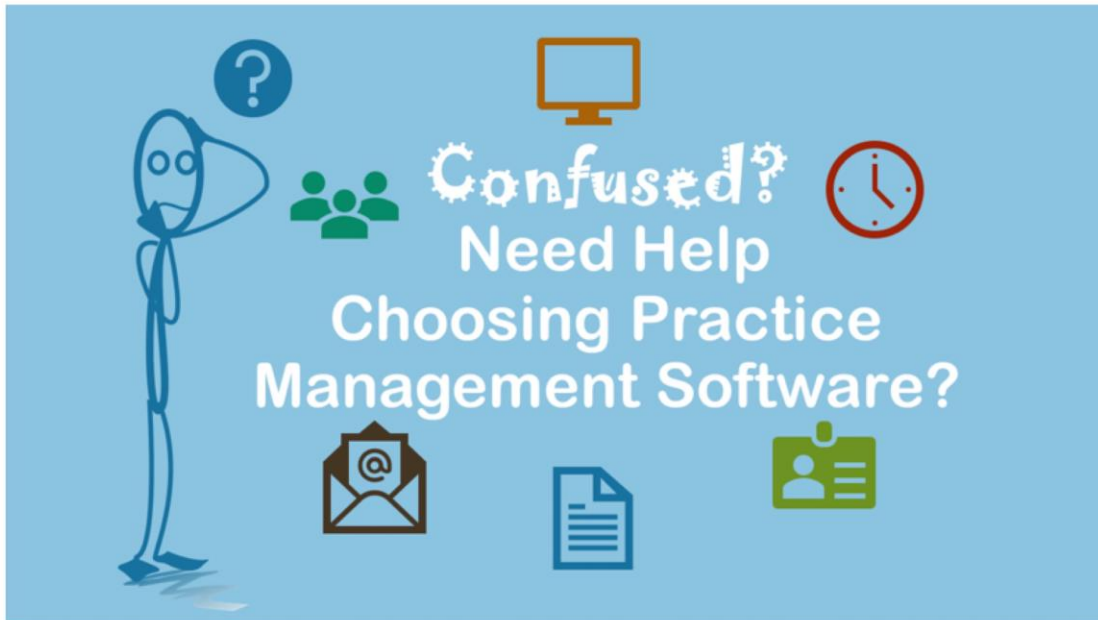 Confused?
Need Help
Choosing Practice
Management Software?